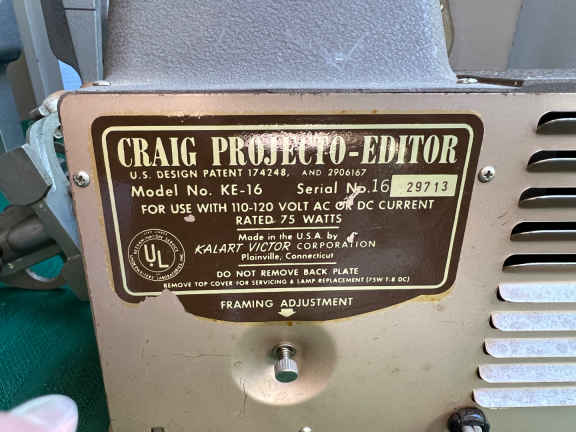 CRAIG PROJECTO-EDITOR
U.S. DESIGN PATENT 174248, AND 2906167
Model No. KE-16 Serial No. 16 29713
FOR USE WITH 110-120 VOLT AC OR DC CURRENT
RATED 75 WATTS
Made in the U.S.A. by
KALART VICTOR CORPORATION
Plainville, Connecticut
UL
DO NOT REMOVE BACK PLATE
REMOVE TOP COVER FOR SERVICING & LAMP REPLACEMENT (75W T-8 DC)
FRAMING ADJUSTMENT